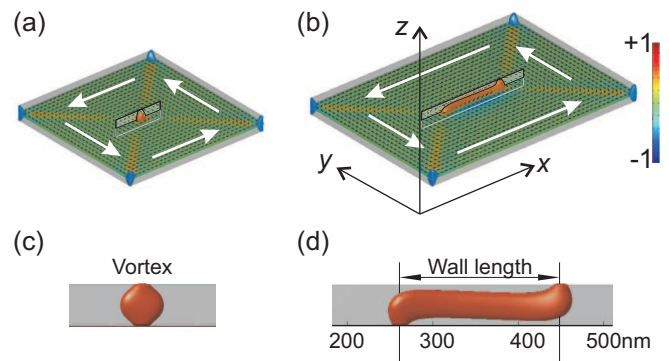 (a)
(b)
z
+1
-1
y
x
(c)
(d)
Vortex
Wall length
200 300 400 500nm